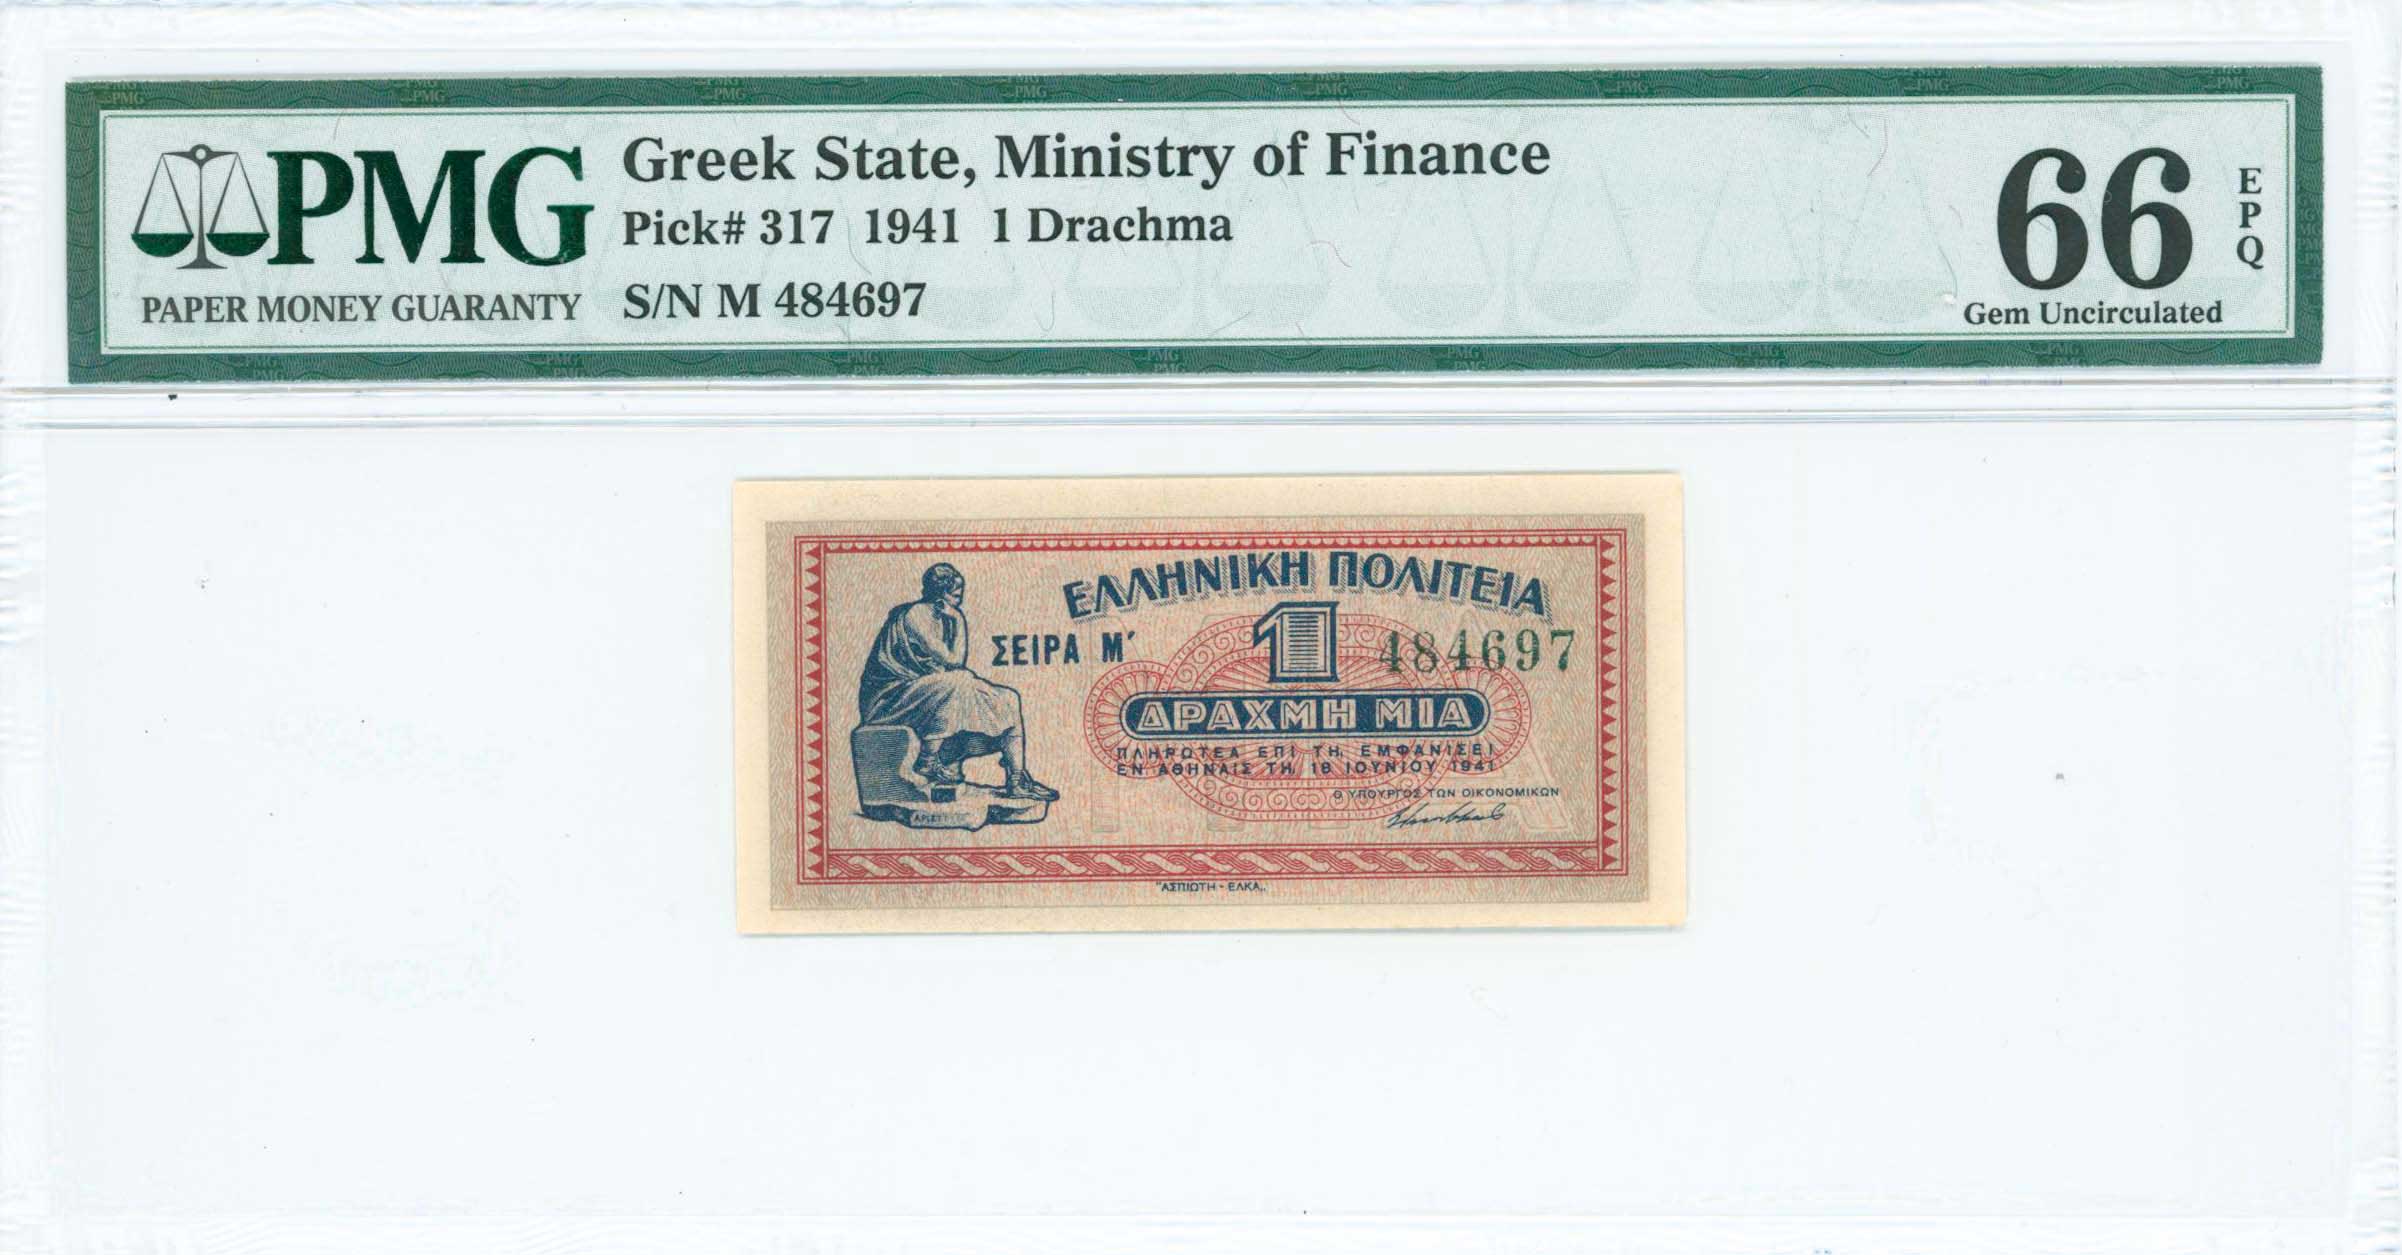 PMG
PAPER MONEY GUARANTY
Greek State, Ministry of Finance
Pick# 317 1941 1 Drachma
S/N M 484697
66
EPQ
Gem Uncirculated
ΕΛΛΗΝΙΚΗ ΠΟΛΙΤΕΙΑ
ΣΕΙΡΑ Μ΄
1
484697
ΔΡΑΧΜΗ ΜΙΑ
ΠΛΗΡΩΤΕΑ ΕΠΙ ΤΗ, ΕΜΦΑΝΙΣΕΙ
ΕΝ ΑΘΗΝΑΙΣ ΤΗ, 18 ΙΟΥΝΙΟΥ 1941
Ο ΥΠΟΥΡΓΟΣ ΤΩΝ ΟΙΚΟΝΟΜΙΚΩΝ
"ΑΣΠΙΩΤΗ - ΕΛΚΑ,,